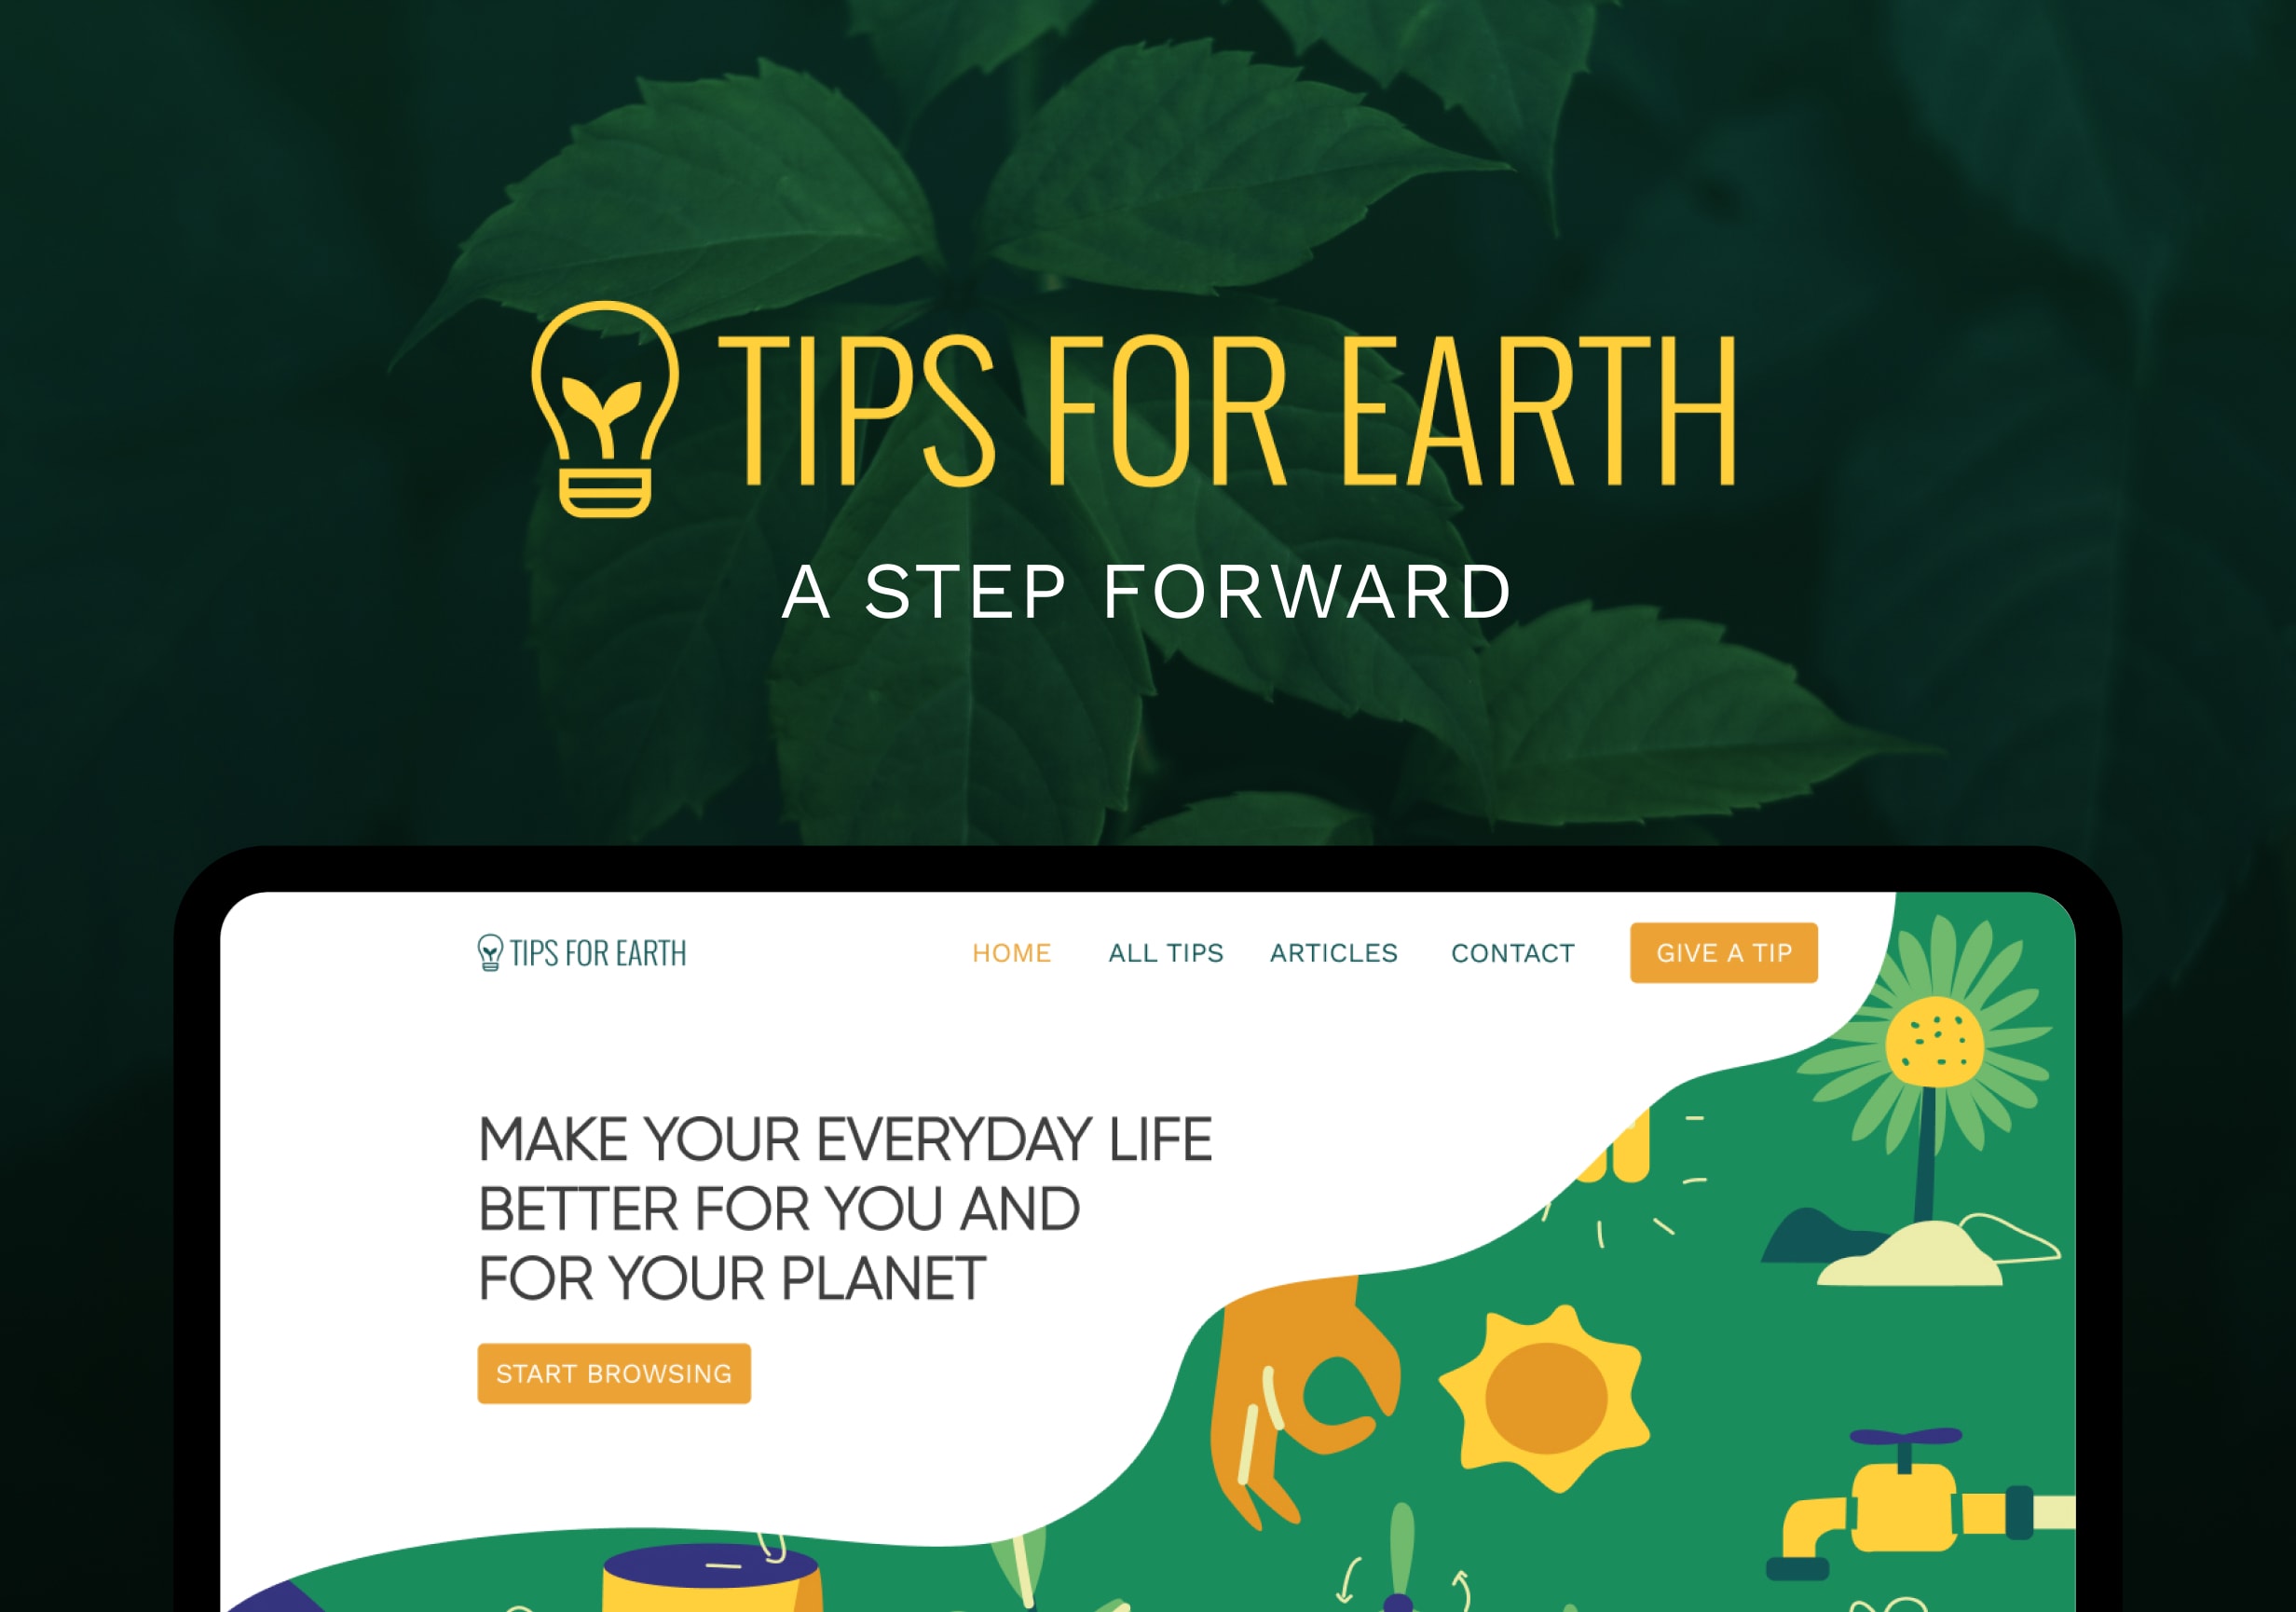 TIPS FOR EARTH
A STEP FORWARD
TIPS FOR EARTH
HOME ALL TIPS ARTICLES CONTACT GIVE A TIP
MAKE YOUR EVERYDAY LIFE
BETTER FOR YOU AND
FOR YOUR PLANET
START BROWSING